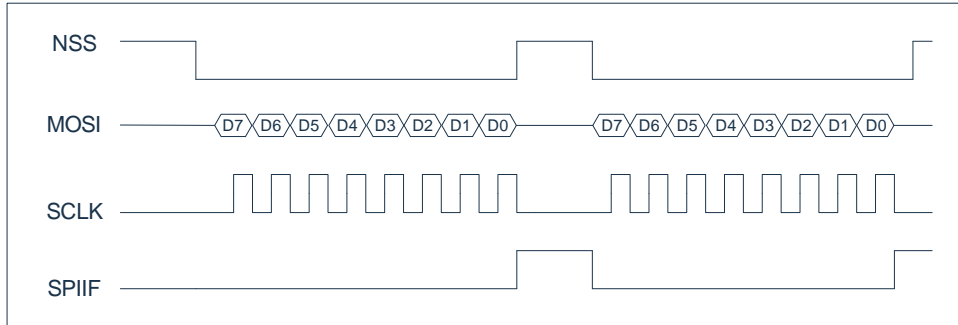 NSS
MOSI D7 D6 D5 D4 D3 D2 D1 D0 D7 D6 D5 D4 D3 D2 D1 D0
SCLK
SPIIF